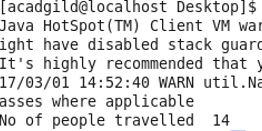 [acadgild@localhost Desktop]$
Java HotSpot(TM) Client VM war
ight have disabled stack guard
It's highly recommended that y
17/03/01 14:52:40 WARN util.Na
asses where applicable
No of people travelled  14